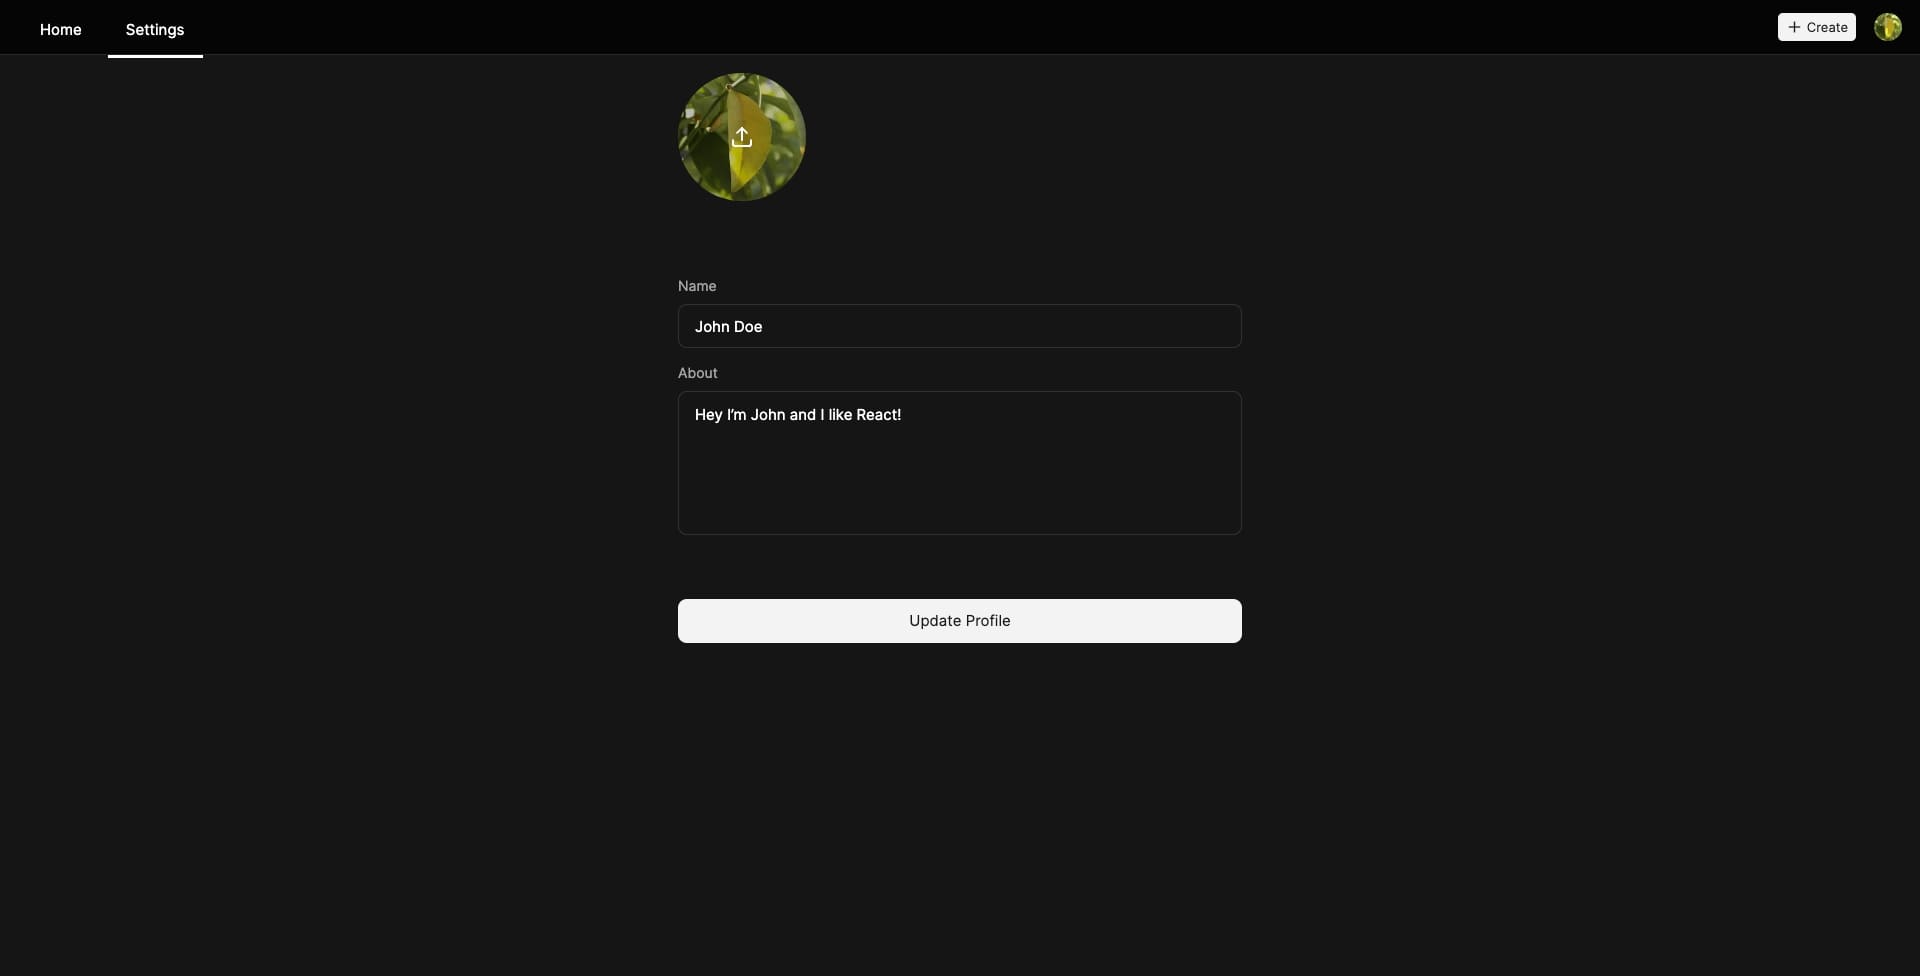 Home Settings + Create
Name
John Doe
About
Hey I’m John and I like React!
Update Profile